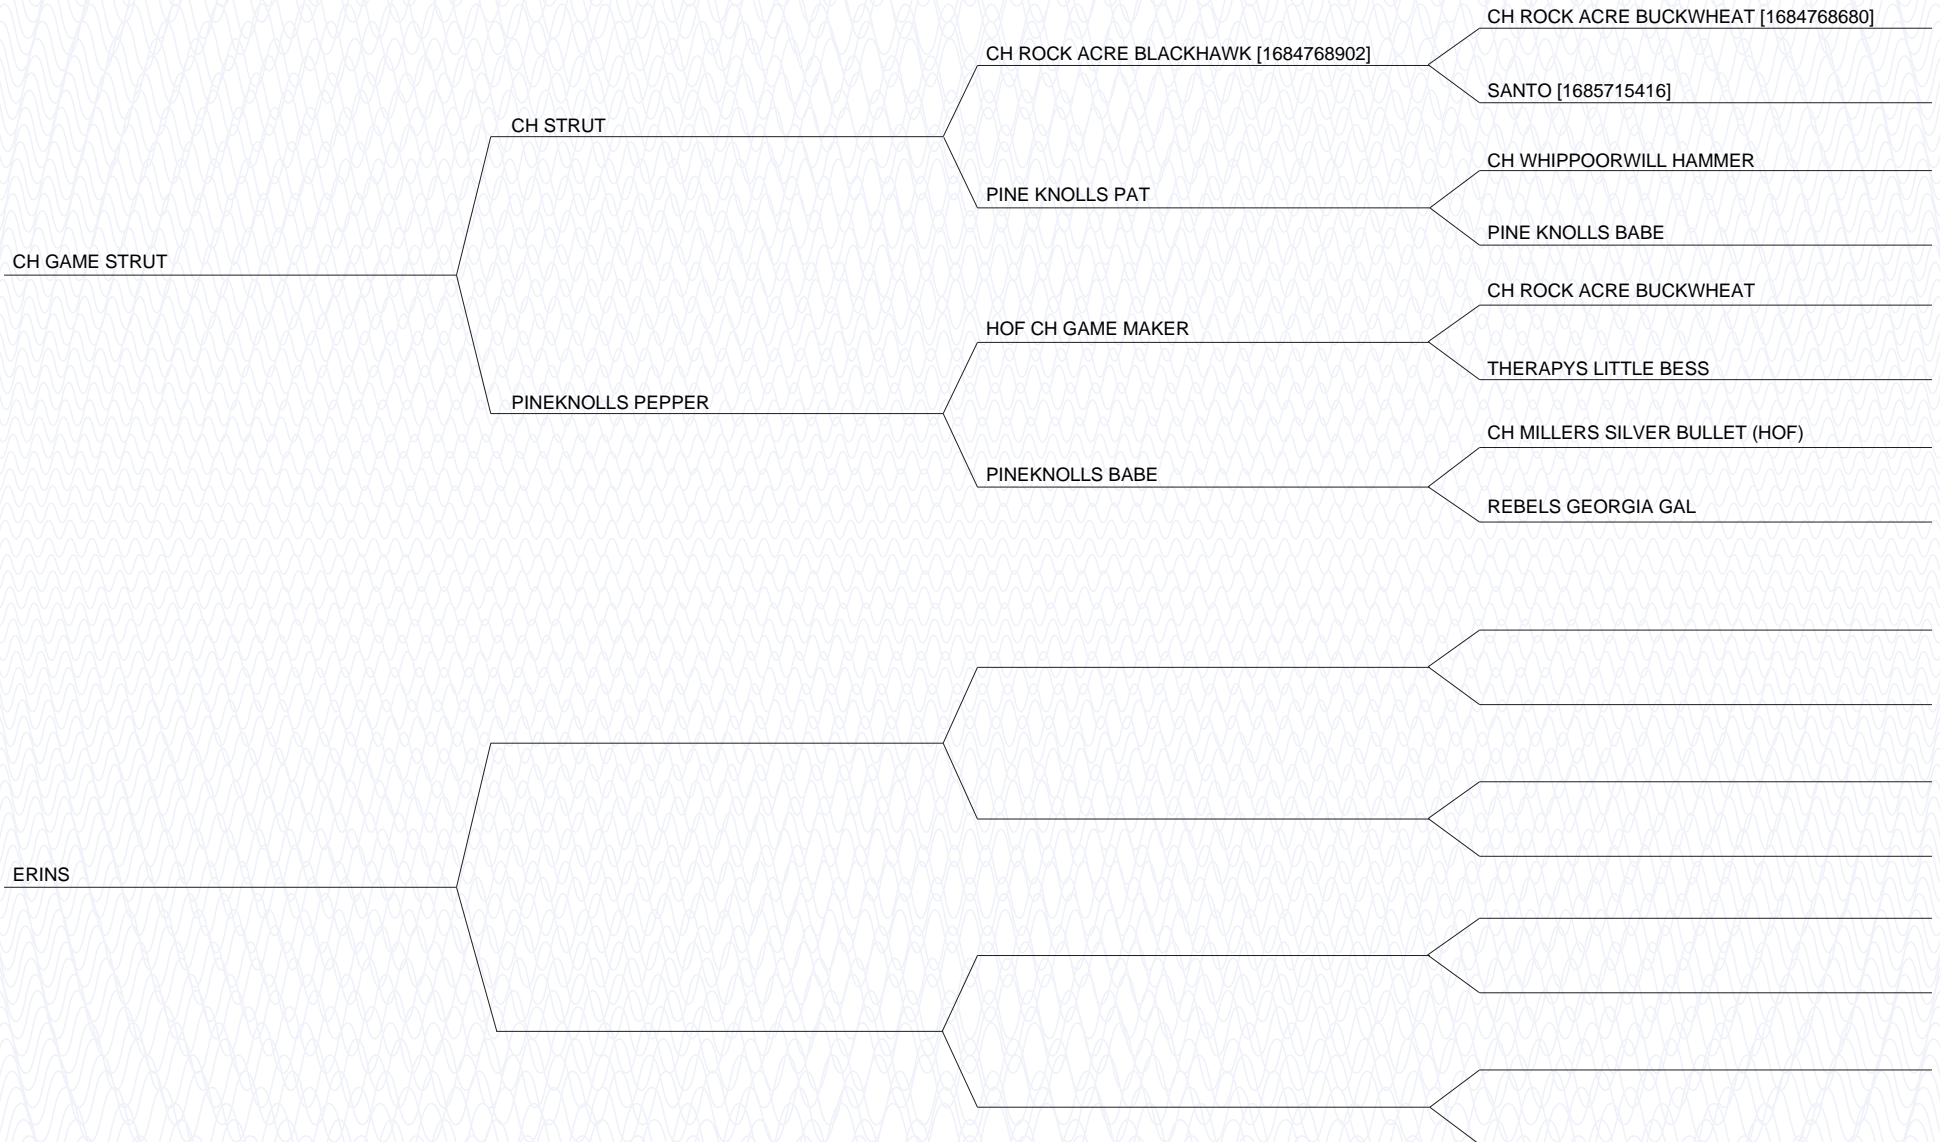 CH ROCK ACRE BUCKWHEAT [1684768680]
CH ROCK ACRE BLACKHAWK [1684768902]
SANTO [1685715416]
CH STRUT
CH WHIPPOORWILL HAMMER
PINE KNOLLS PAT
PINE KNOLLS BABE
CH GAME STRUT
CH ROCK ACRE BUCKWHEAT
HOF CH GAME MAKER
THERAPYS LITTLE BESS
PINEKNOLLS PEPPER
CH MILLERS SILVER BULLET (HOF)
PINEKNOLLS BABE
REBELS GEORGIA GAL
ERINS